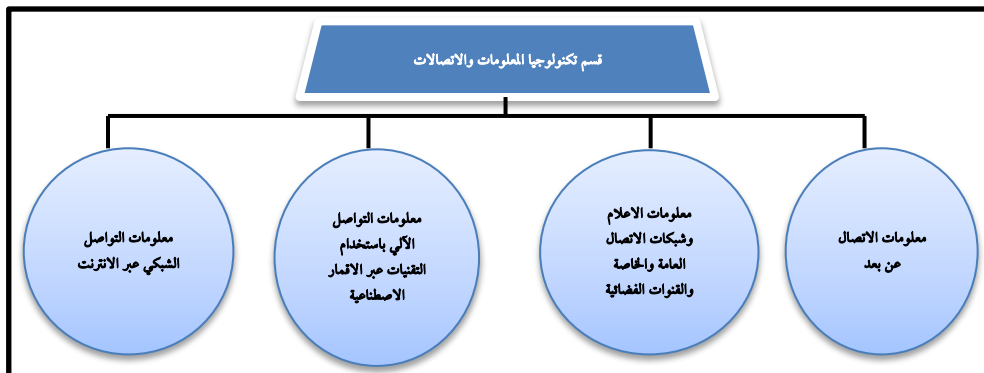 قسم تكنولوجيا المعلومات والاتصالات
معلومات الاتصال
عن بعد
معلومات الاعلام
وشبكات الاتصال
العامة والخاصة
والقنوات الفضائية
معلومات التواصل
الآلي باستخدام
التقنيات عبر الاقمار
الاصطناعية
معلومات التواصل
الشبكي عبر الانترنت